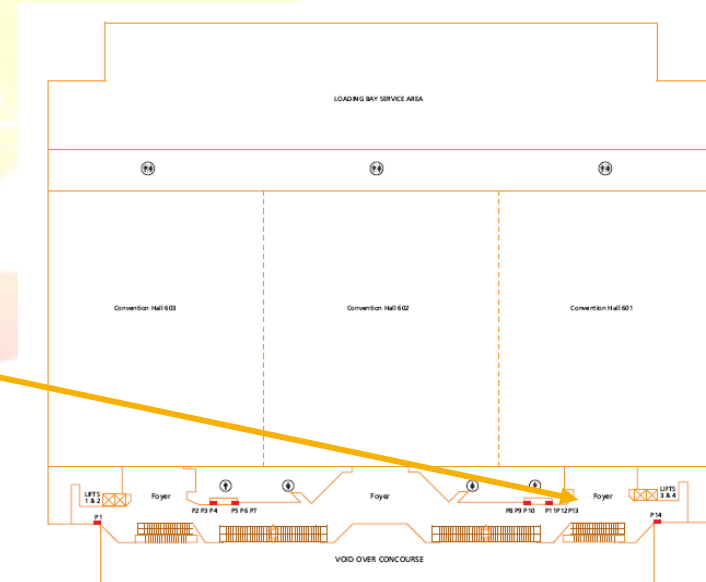 LOADING BAY SERVICE AREA
Convention Hall 603
Convention Hall 602
Convention Hall 601
LIFTS
1 & 2
Foyer
Foyer
Foyer
LIFTS
3 & 4
P1
P2 P3 P4
P5 P6 P7
P8 P9 P10
P11P12P13
P14
VOID OVER CONCOURSE